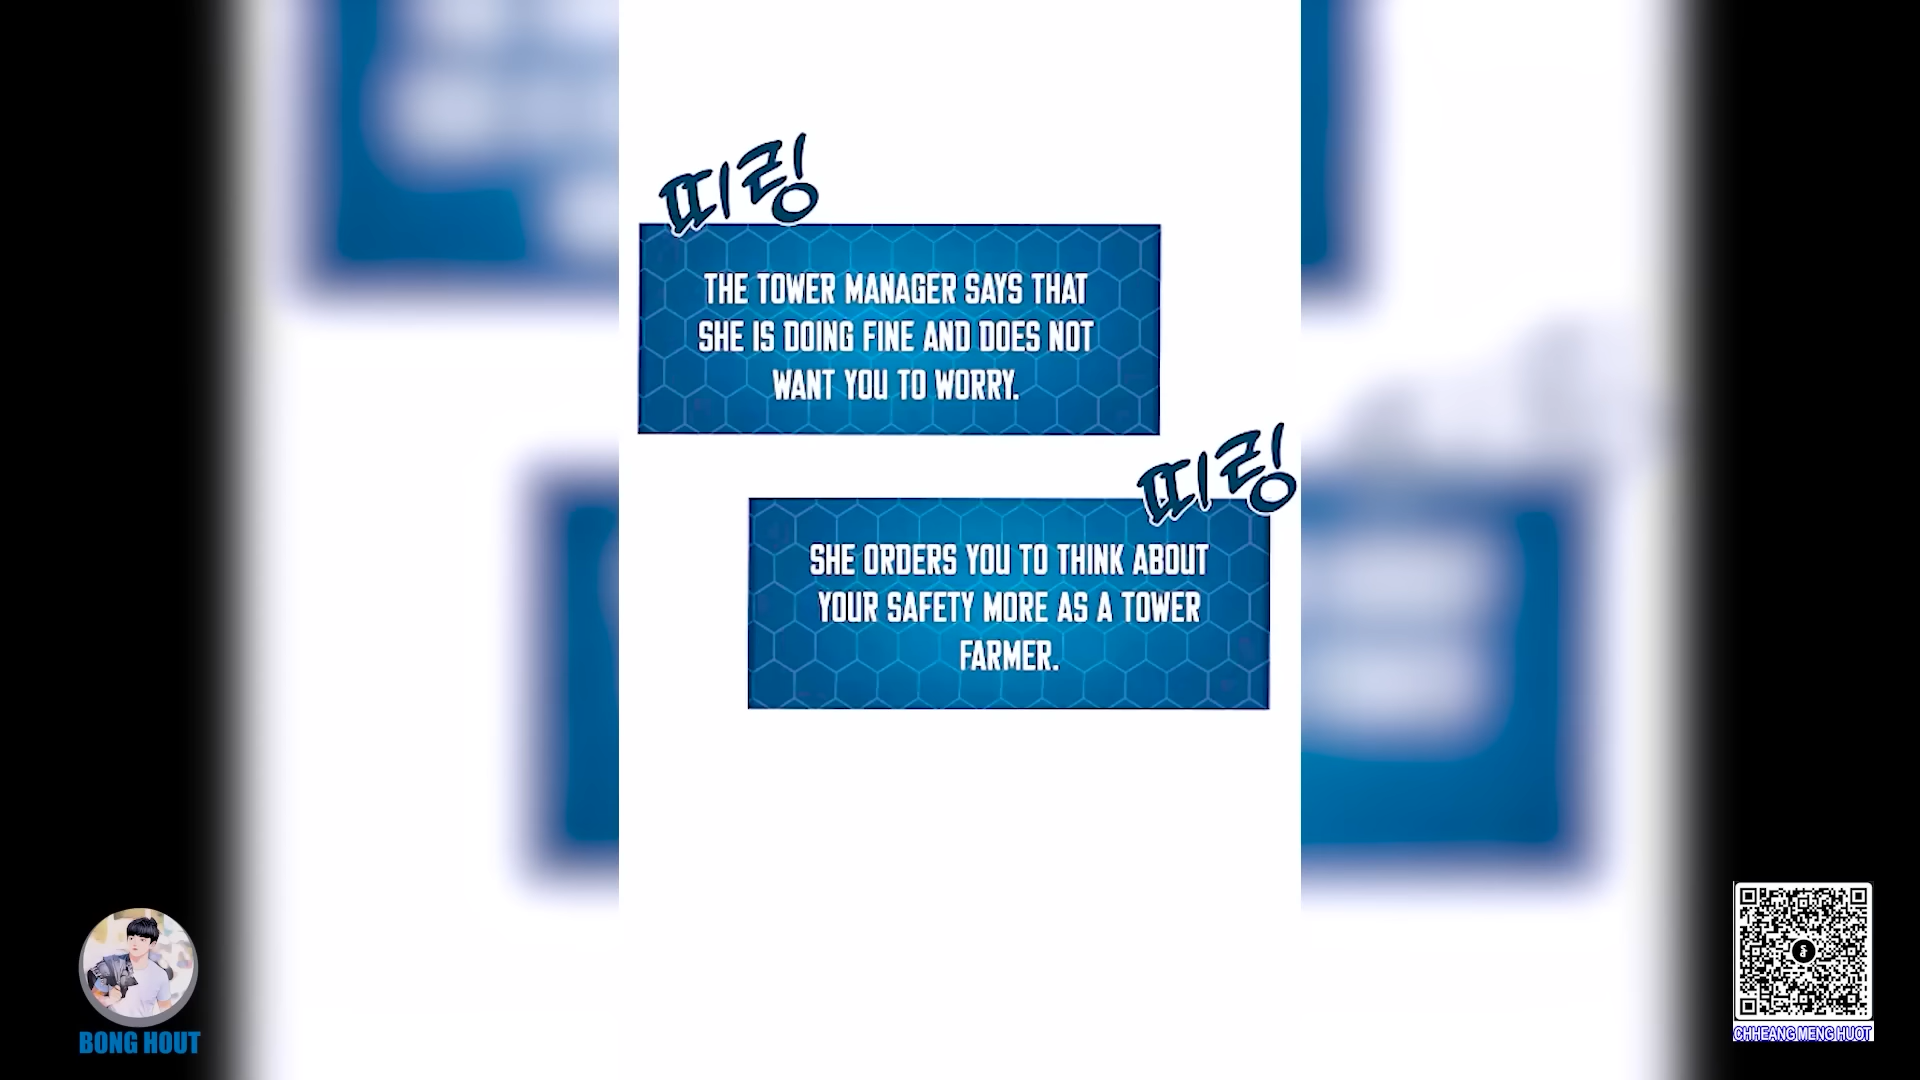 띠링
THE TOWER MANAGER SAYS THAT
SHE IS DOING FINE AND DOES NOT
WANT YOU TO WORRY.
띠링
SHE ORDERS YOU TO THINK ABOUT
YOUR SAFETY MORE AS A TOWER
FARMER.
BONG HOUT
CHHEANG MENG HUOT